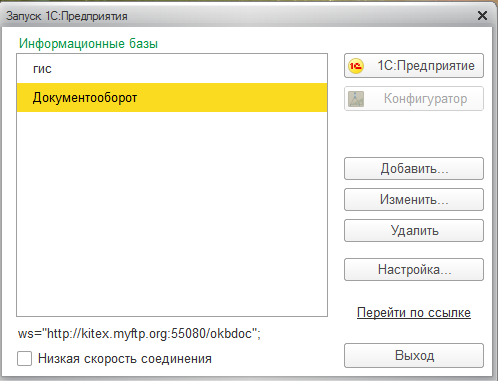 Запуск 1С:Предприятия
Информационные базы
гис
Документооборот
1С:Предприятие
Конфигуратор
Добавить...
Изменить...
Удалить
Настройка...
Перейти по ссылке
ws="http://kitex.myftp.org:55080/okbdoc";
Низкая скорость соединения
Выход